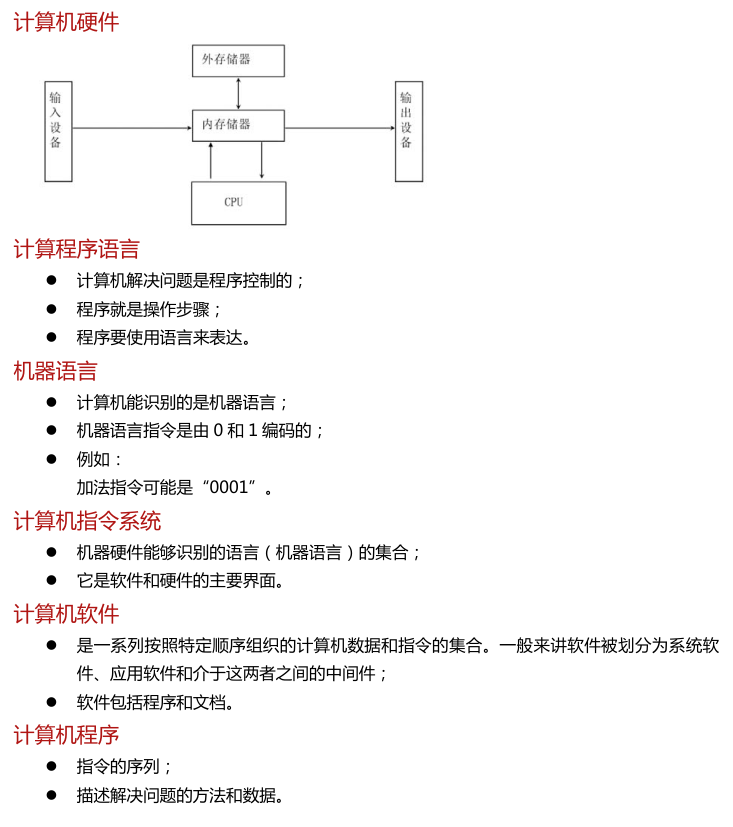 计算机硬件
外存储器
输入设备
内存储器
输出设备
CPU
计算程序语言
● 计算机解决问题是程序控制的；
● 程序就是操作步骤；
● 程序要使用语言来表达。
机器语言
● 计算机能识别的是机器语言；
● 机器语言指令是由 0 和 1 编码的；
● 例如：
加法指令可能是“0001”。
计算机指令系统
● 机器硬件能够识别的语言（机器语言）的集合；
● 它是软件和硬件的主要界面。
计算机软件
● 是一系列按照特定顺序组织的计算机数据和指令的集合。一般来讲软件被划分为系统软
件、应用软件和介于这两者之间的中间件；
● 软件包括程序和文档。
计算机程序
● 指令的序列；
● 描述解决问题的方法和数据。